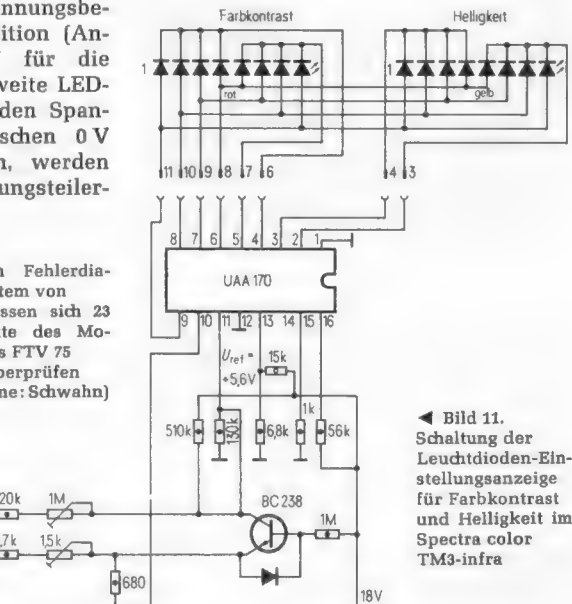 nnungsbe-
ition (An-
für die
weite LED-
den Span-
schen 0 V
n, werden
ungsteiler-
n Fehlerdia-
tem von
ssen sich 23
te des Mo-
s FTV 75
berprüfen
ne: Schwahn)
Farbkontrast
Helligkeit
1
1
rot
gelb
11 10 9 8 7 6
4 3
8 7 6 5 4 3 2 1
UAA 170
9 10 11 12 13 14 15 16
Uref =
+5,6V
15k
510k
130k
6,8k
1k
56k
20k
1M
BC 238
1M
,7k
1,5k
680
18V
◄ Bild 11.
Schaltung der
Leuchtdioden-Ein-
stellungsanzeige
für Farbkontrast
und Helligkeit im
Spectra color
TM3-infra